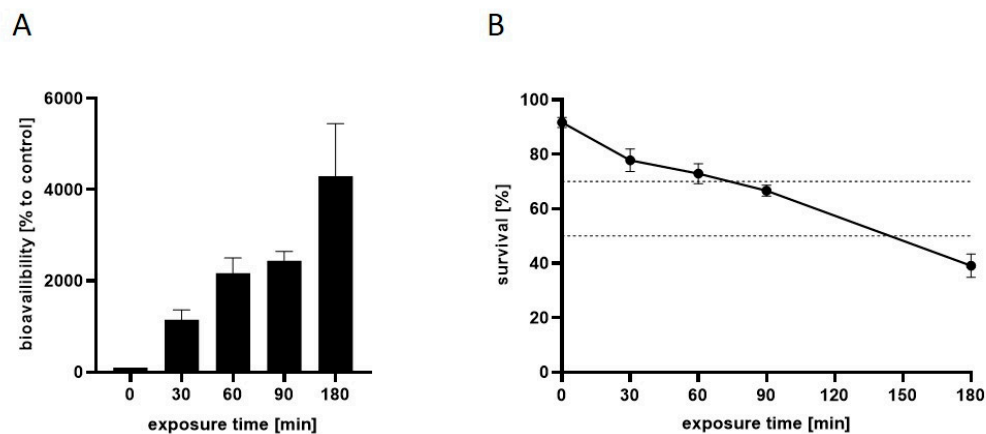 A
B
bioavailibility [% to control]
6000
4000
2000
0
0 30 60 90 180
exposure time [min]
survival [%]
100
80
60
40
20
0
0 30 60 90 120 150 180
exposure time [min]